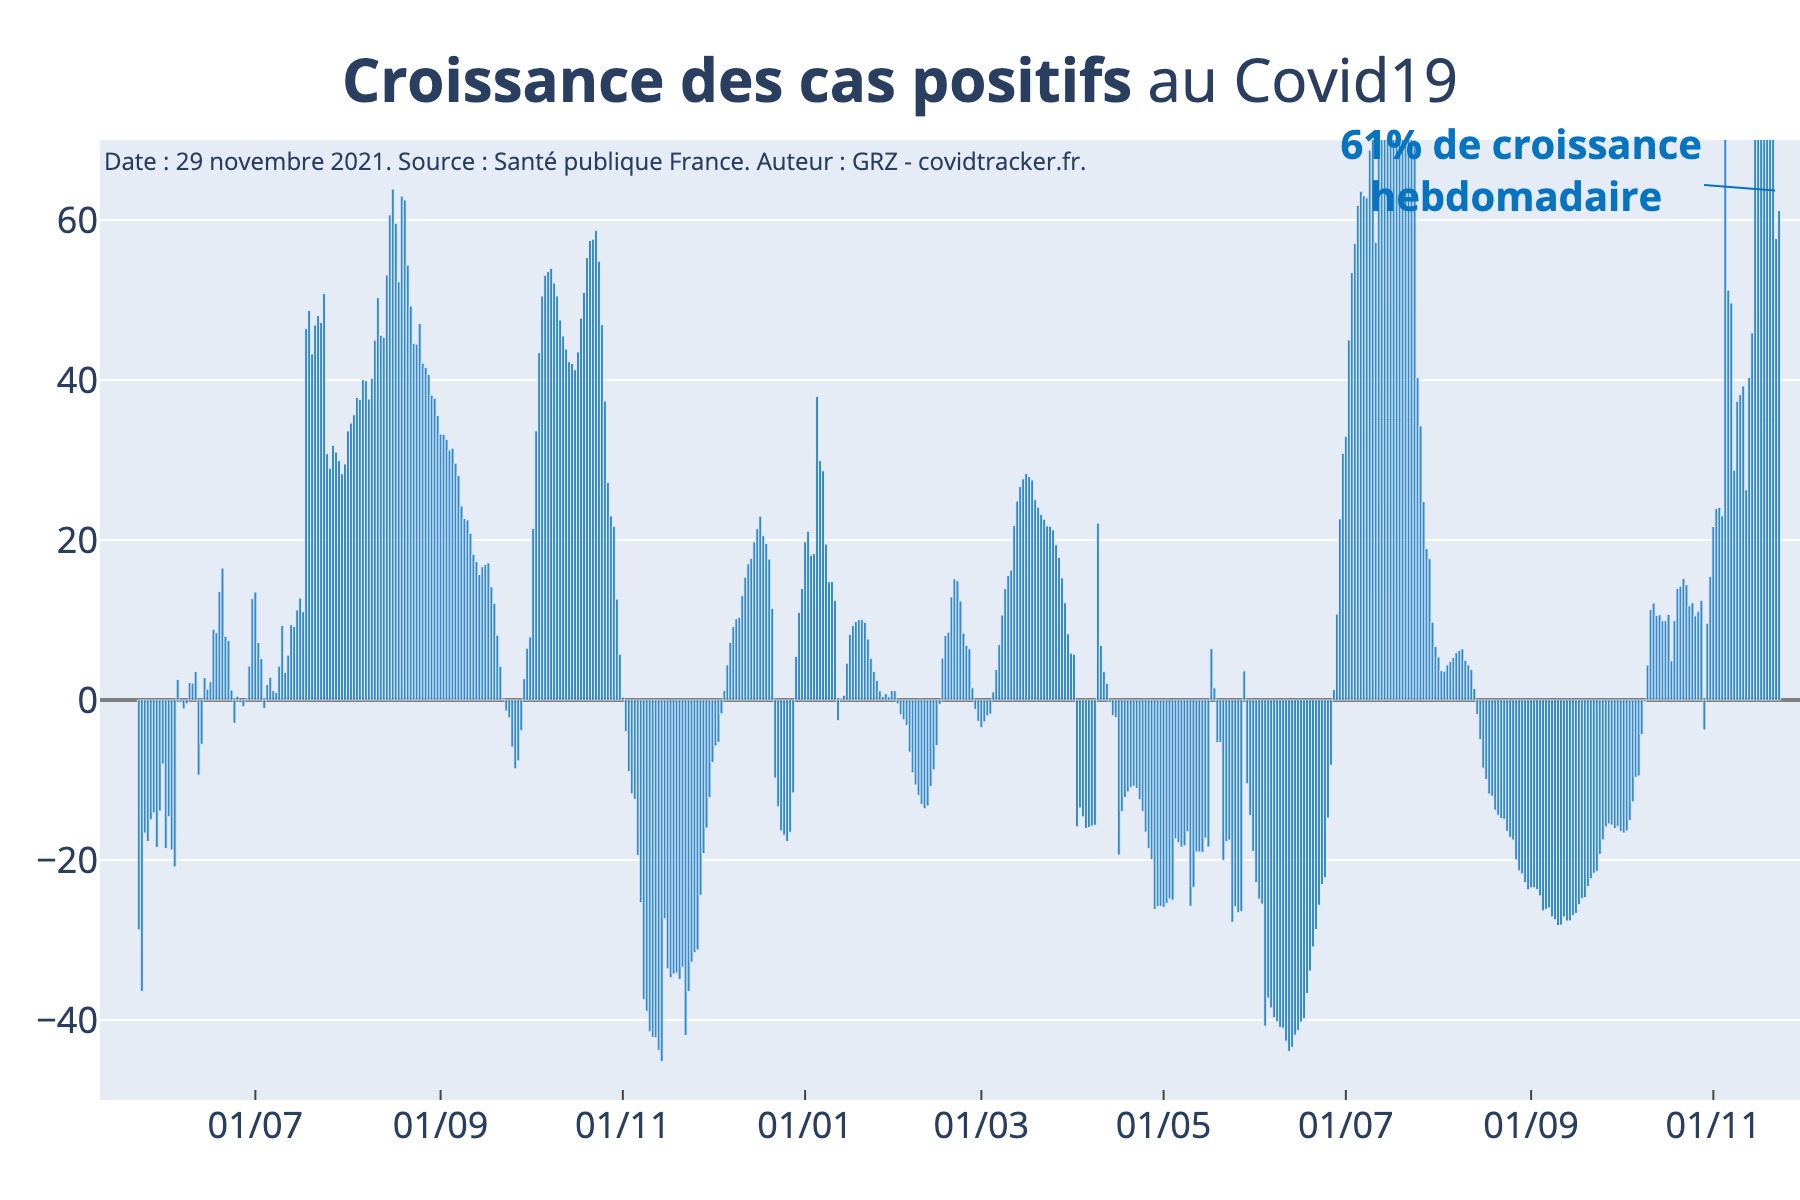 Croissance des cas positifs au Covid19
61% de croissance
hebdomadaire
Date : 29 novembre 2021. Source : Santé publique France. Auteur : GRZ - covidtracker.fr.
60
40
20
0
−20
−40
01/07 01/09 01/11 01/01 01/03 01/05 01/07 01/09 01/11